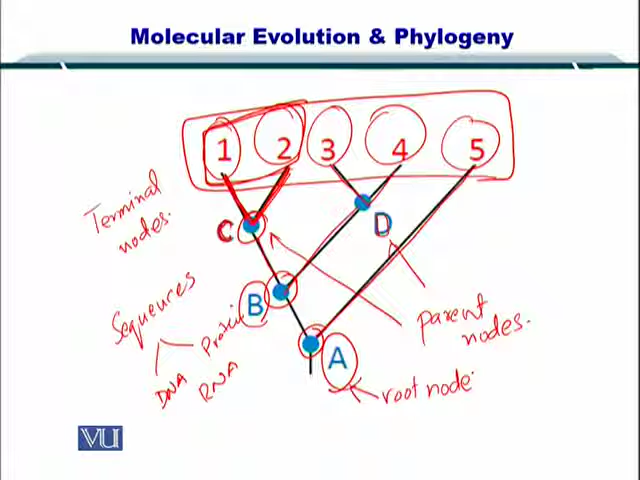 Molecular Evolution & Phylogeny
1 2 3 4 5
Terminal
nodes.
C
D
Sequences
B
Protein
parent
nodes.
A
DNA
RNA
root node
VU